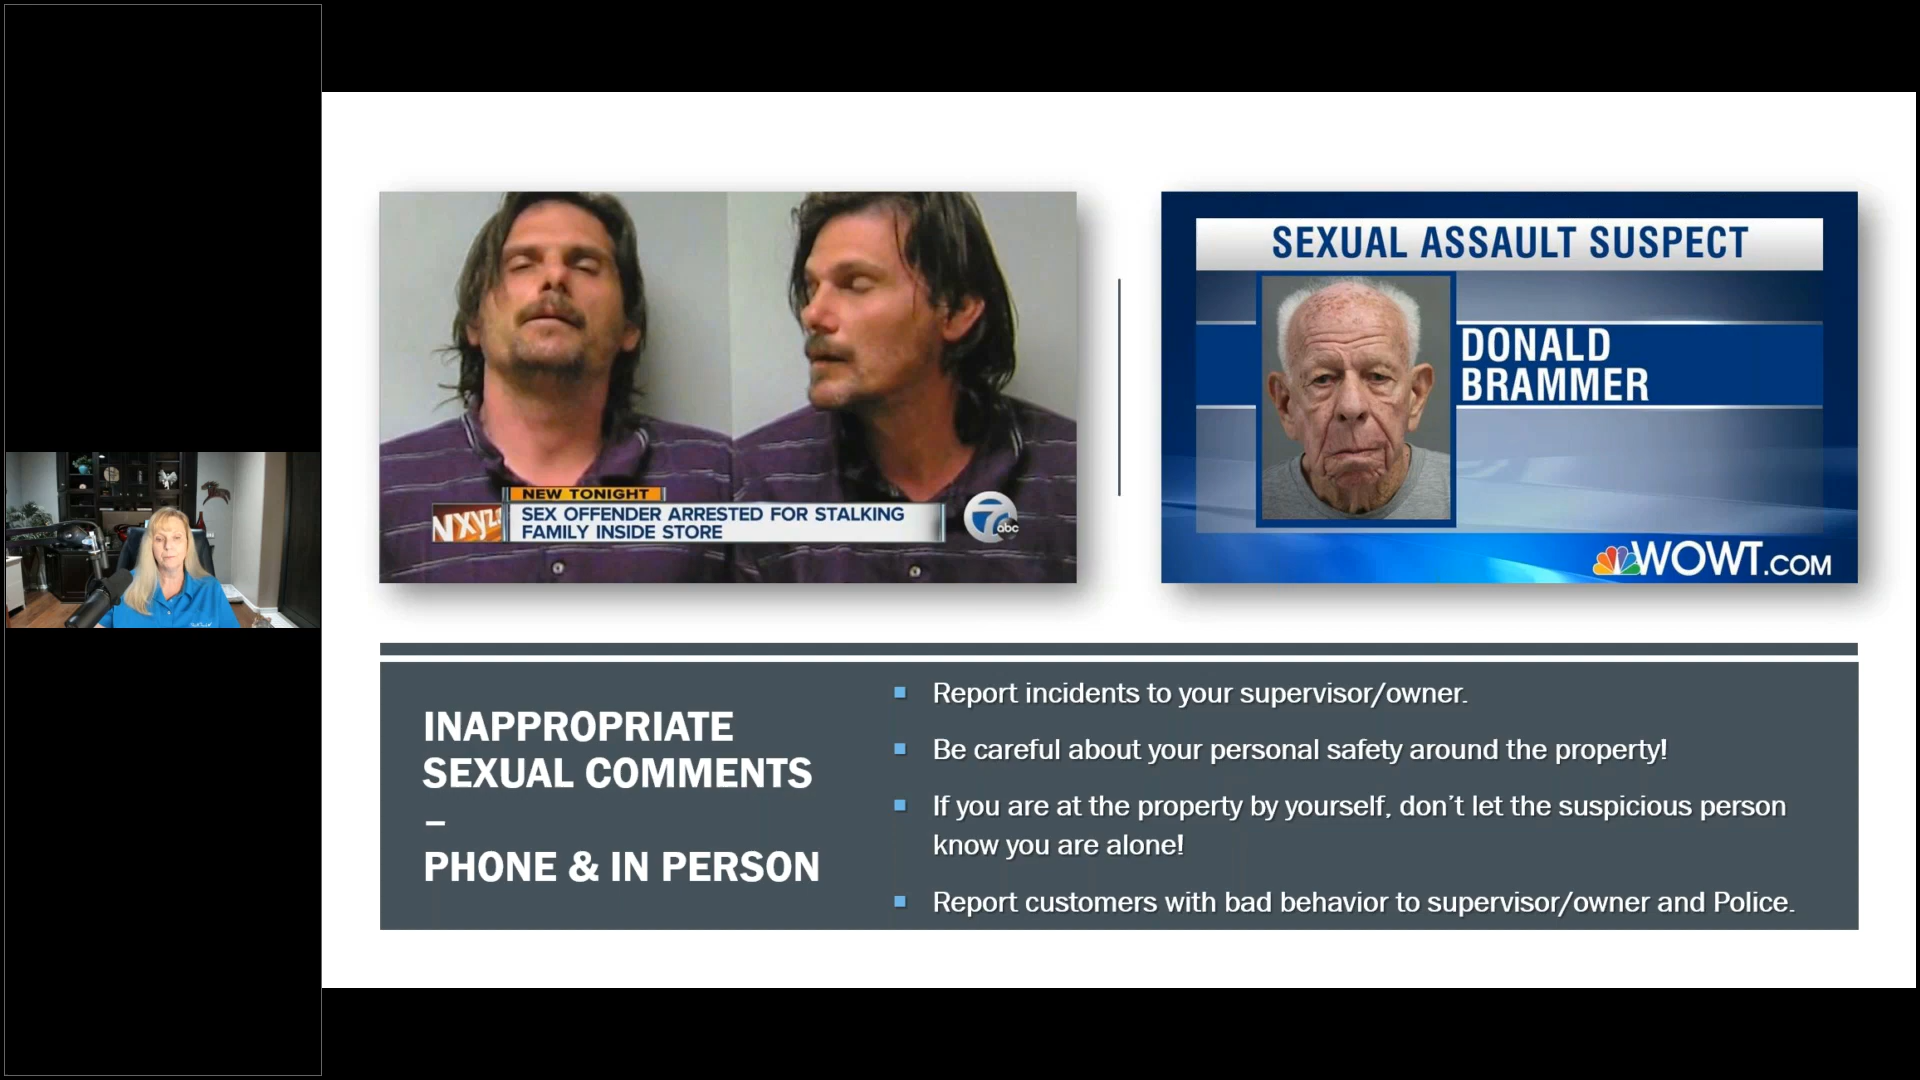 NEW TONIGHT
SEX OFFENDER ARRESTED FOR STALKING
FAMILY INSIDE STORE
7 abc
SEXUAL ASSAULT SUSPECT
DONALD
BRAMMER
WOWT.COM
INAPPROPRIATE
SEXUAL COMMENTS
–
PHONE & IN PERSON
Report incidents to your supervisor/owner.
Be careful about your personal safety around the property!
If you are at the property by yourself, don't let the suspicious person
know you are alone!
Report customers with bad behavior to supervisor/owner and Police.